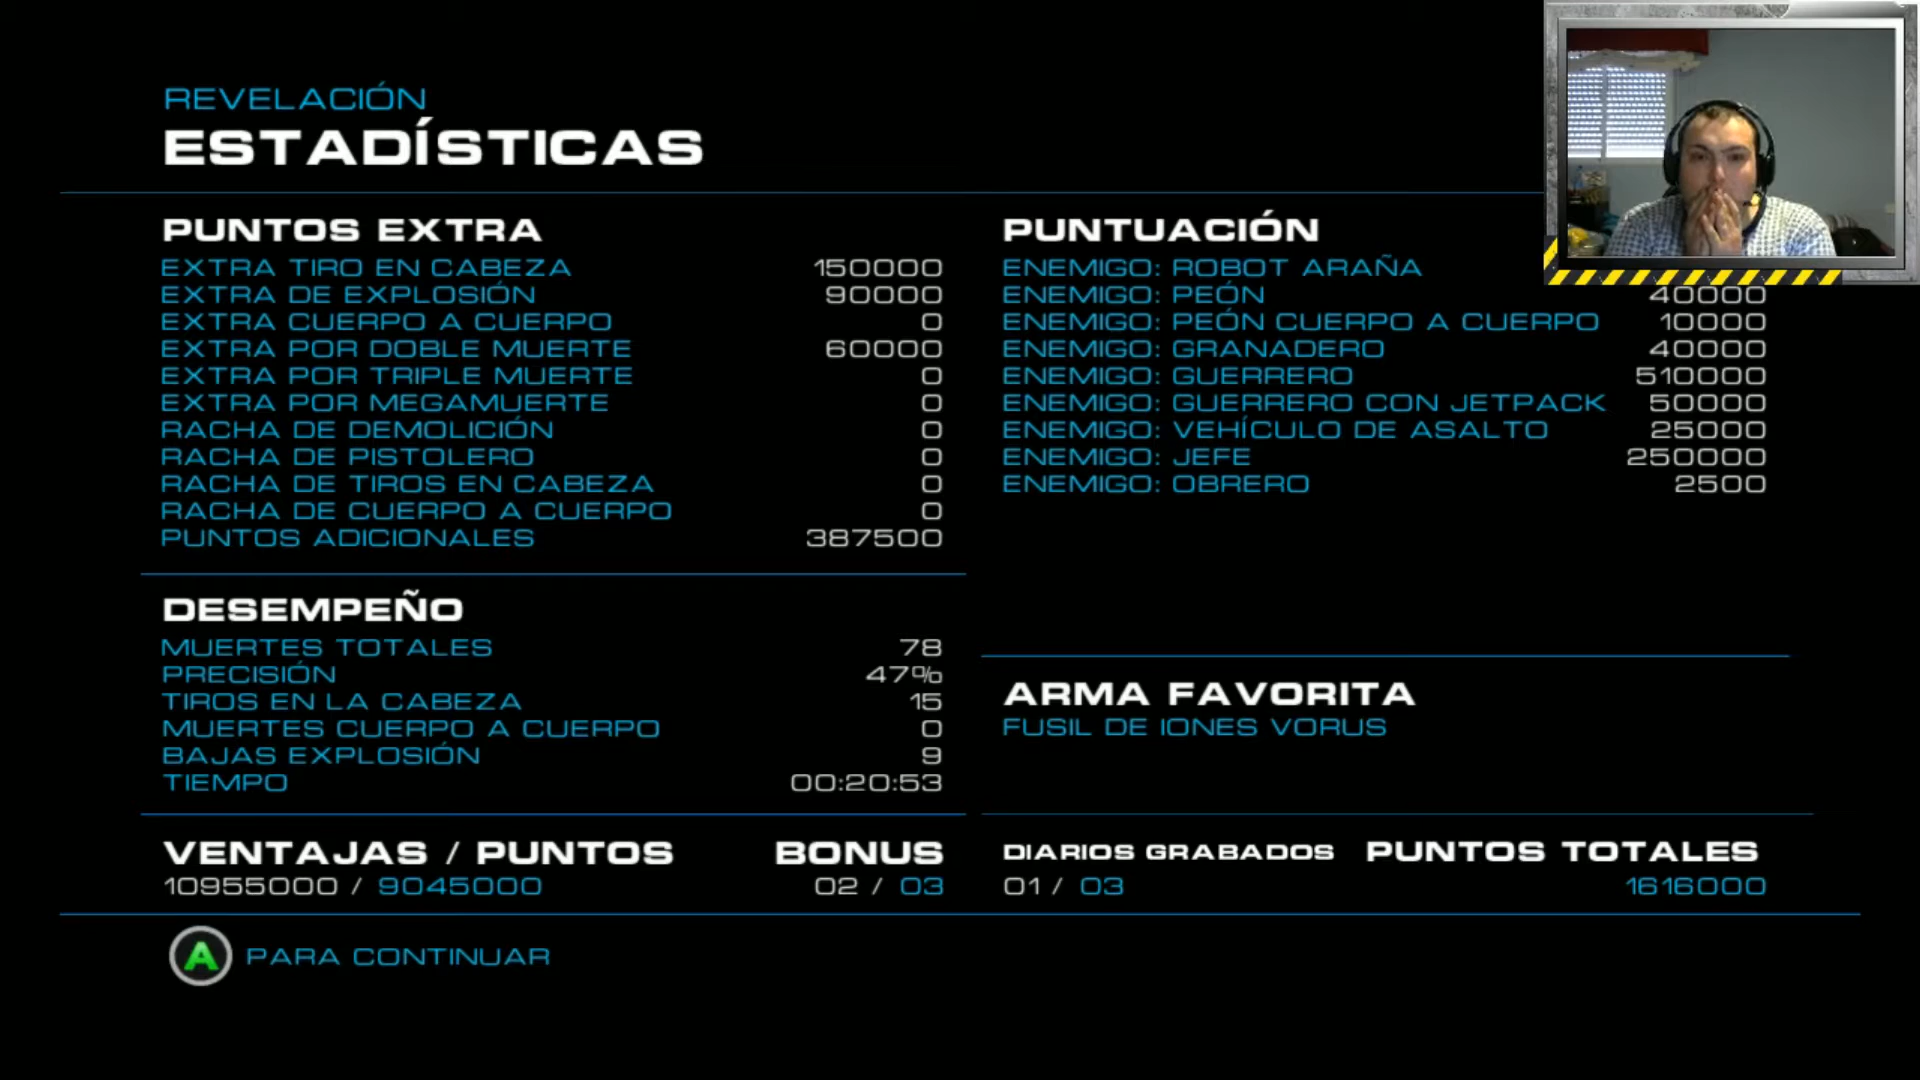 REVELACIÓN
ESTADÍSTICAS
PUNTOS EXTRA
EXTRA TIRO EN CABEZA 150000
EXTRA DE EXPLOSIÓN 90000
EXTRA CUERPO A CUERPO 0
EXTRA POR DOBLE MUERTE 60000
EXTRA POR TRIPLE MUERTE 0
EXTRA POR MEGAMUERTE 0
RACHA DE DEMOLICIÓN 0
RACHA DE PISTOLERO 0
RACHA DE TIROS EN CABEZA 0
RACHA DE CUERPO A CUERPO 0
PUNTOS ADICIONALES 387500
DESEMPEÑO
MUERTES TOTALES 78
PRECISIÓN 47%
TIROS EN LA CABEZA 15
MUERTES CUERPO A CUERPO 0
BAJAS EXPLOSIÓN 9
TIEMPO 00:20:53
PUNTUACIÓN
ENEMIGO: ROBOT ARAÑA
ENEMIGO: PEÓN 40000
ENEMIGO: PEÓN CUERPO A CUERPO 10000
ENEMIGO: GRANADERO 40000
ENEMIGO: GUERRERO 510000
ENEMIGO: GUERRERO CON JETPACK 50000
ENEMIGO: VEHÍCULO DE ASALTO 25000
ENEMIGO: JEFE 250000
ENEMIGO: OBRERO 2500
ARMA FAVORITA
FUSIL DE IONES VORUS
VENTAJAS / PUNTOS BONUS DIARIOS GRABADOS PUNTOS TOTALES
10955000 / 9045000 02 / 03 01 / 03 1616000
A PARA CONTINUAR